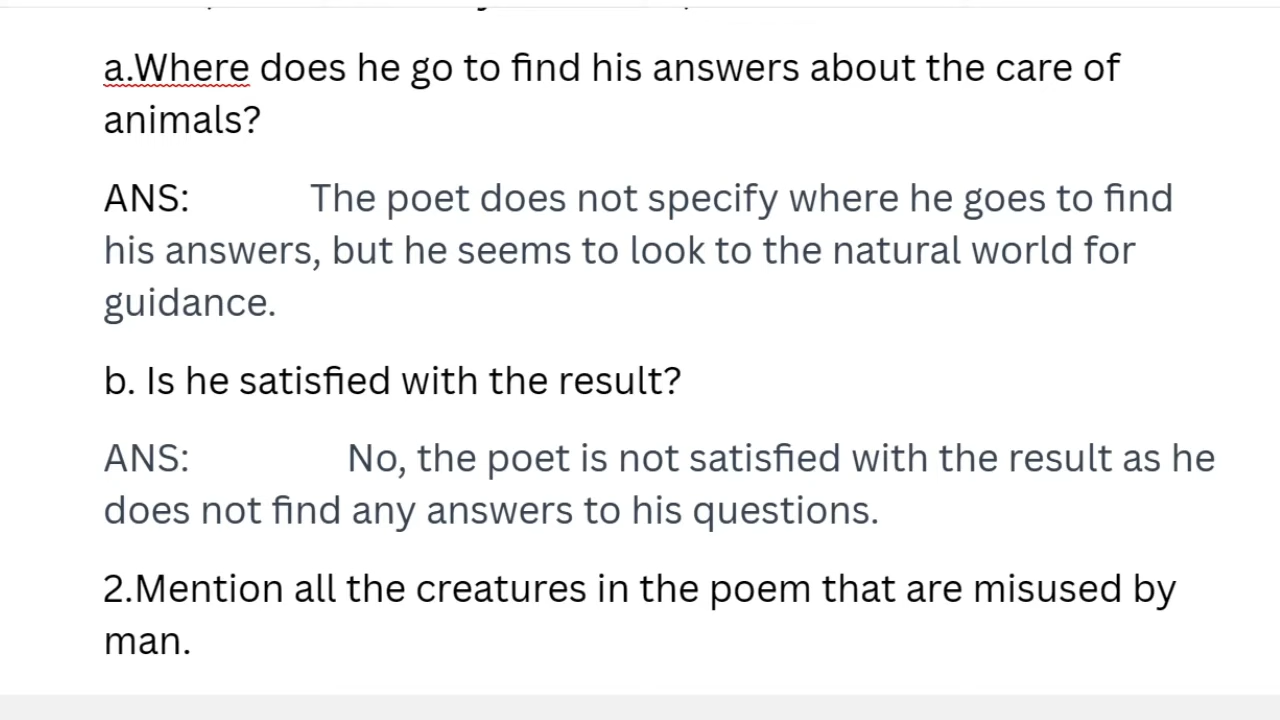 a.Where does he go to find his answers about the care of
animals?
ANS: The poet does not specify where he goes to find
his answers, but he seems to look to the natural world for
guidance.
b. Is he satisfied with the result?
ANS: No, the poet is not satisfied with the result as he
does not find any answers to his questions.
2.Mention all the creatures in the poem that are misused by
man.